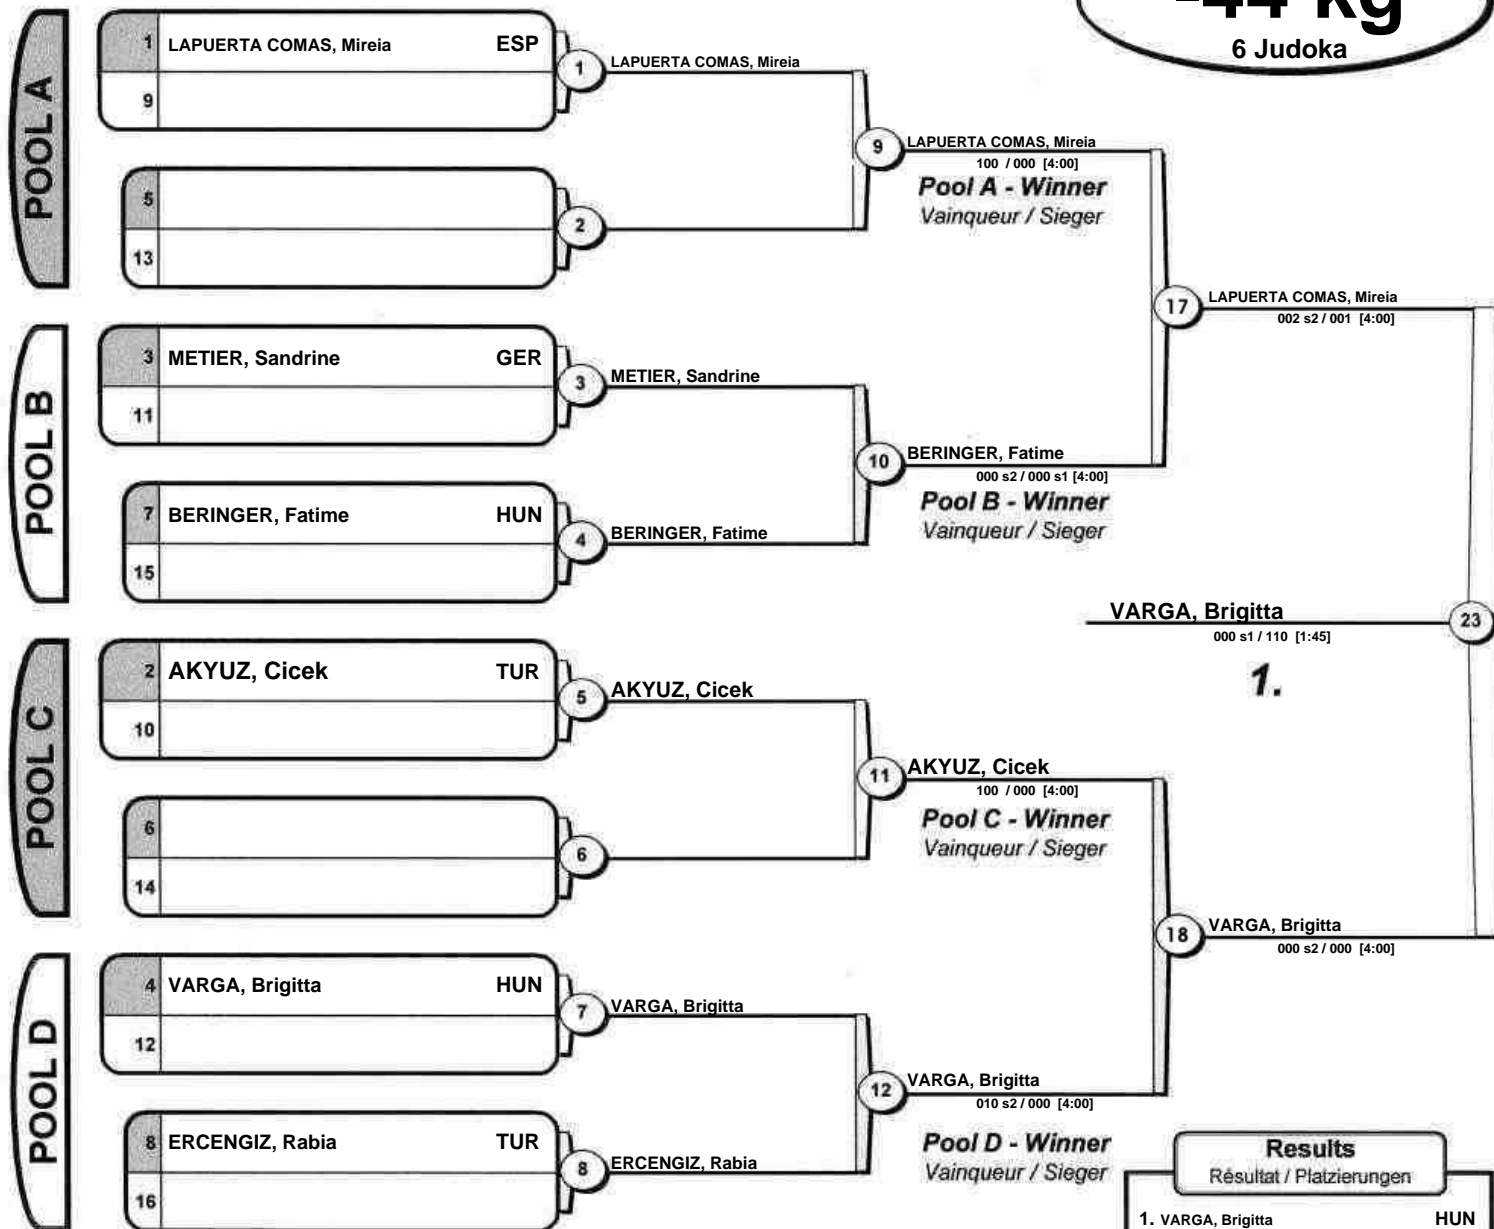 -44 kg
6 Judoka
POOL A
1 LAPUERTA COMAS, Mireia ESP
9
1 LAPUERTA COMAS, Mireia
5
13
2
9 LAPUERTA COMAS, Mireia
100 / 000 [4:00]
Pool A - Winner
Vainqueur / Sieger
17 LAPUERTA COMAS, Mireia
002 s2 / 001 [4:00]
POOL B
3 METIER, Sandrine GER
11
3 METIER, Sandrine
7 BERINGER, Fatime HUN
15
4 BERINGER, Fatime
10 BERINGER, Fatime
000 s2 / 000 s1 [4:00]
Pool B - Winner
Vainqueur / Sieger
VARGA, Brigitta 23
000 s1 / 110 [1:45]
1.
POOL C
2 AKYUZ, Cicek TUR
10
5 AKYUZ, Cicek
6
14
6
11 AKYUZ, Cicek
100 / 000 [4:00]
Pool C - Winner
Vainqueur / Sieger
18 VARGA, Brigitta
000 s2 / 000 [4:00]
POOL D
4 VARGA, Brigitta HUN
12
7 VARGA, Brigitta
8 ERCENGIZ, Rabia TUR
16
8 ERCENGIZ, Rabia
12 VARGA, Brigitta
010 s2 / 000 [4:00]
Pool D - Winner
Vainqueur / Sieger
Results
Résultat / Platzierungen
1. VARGA, Brigitta HUN